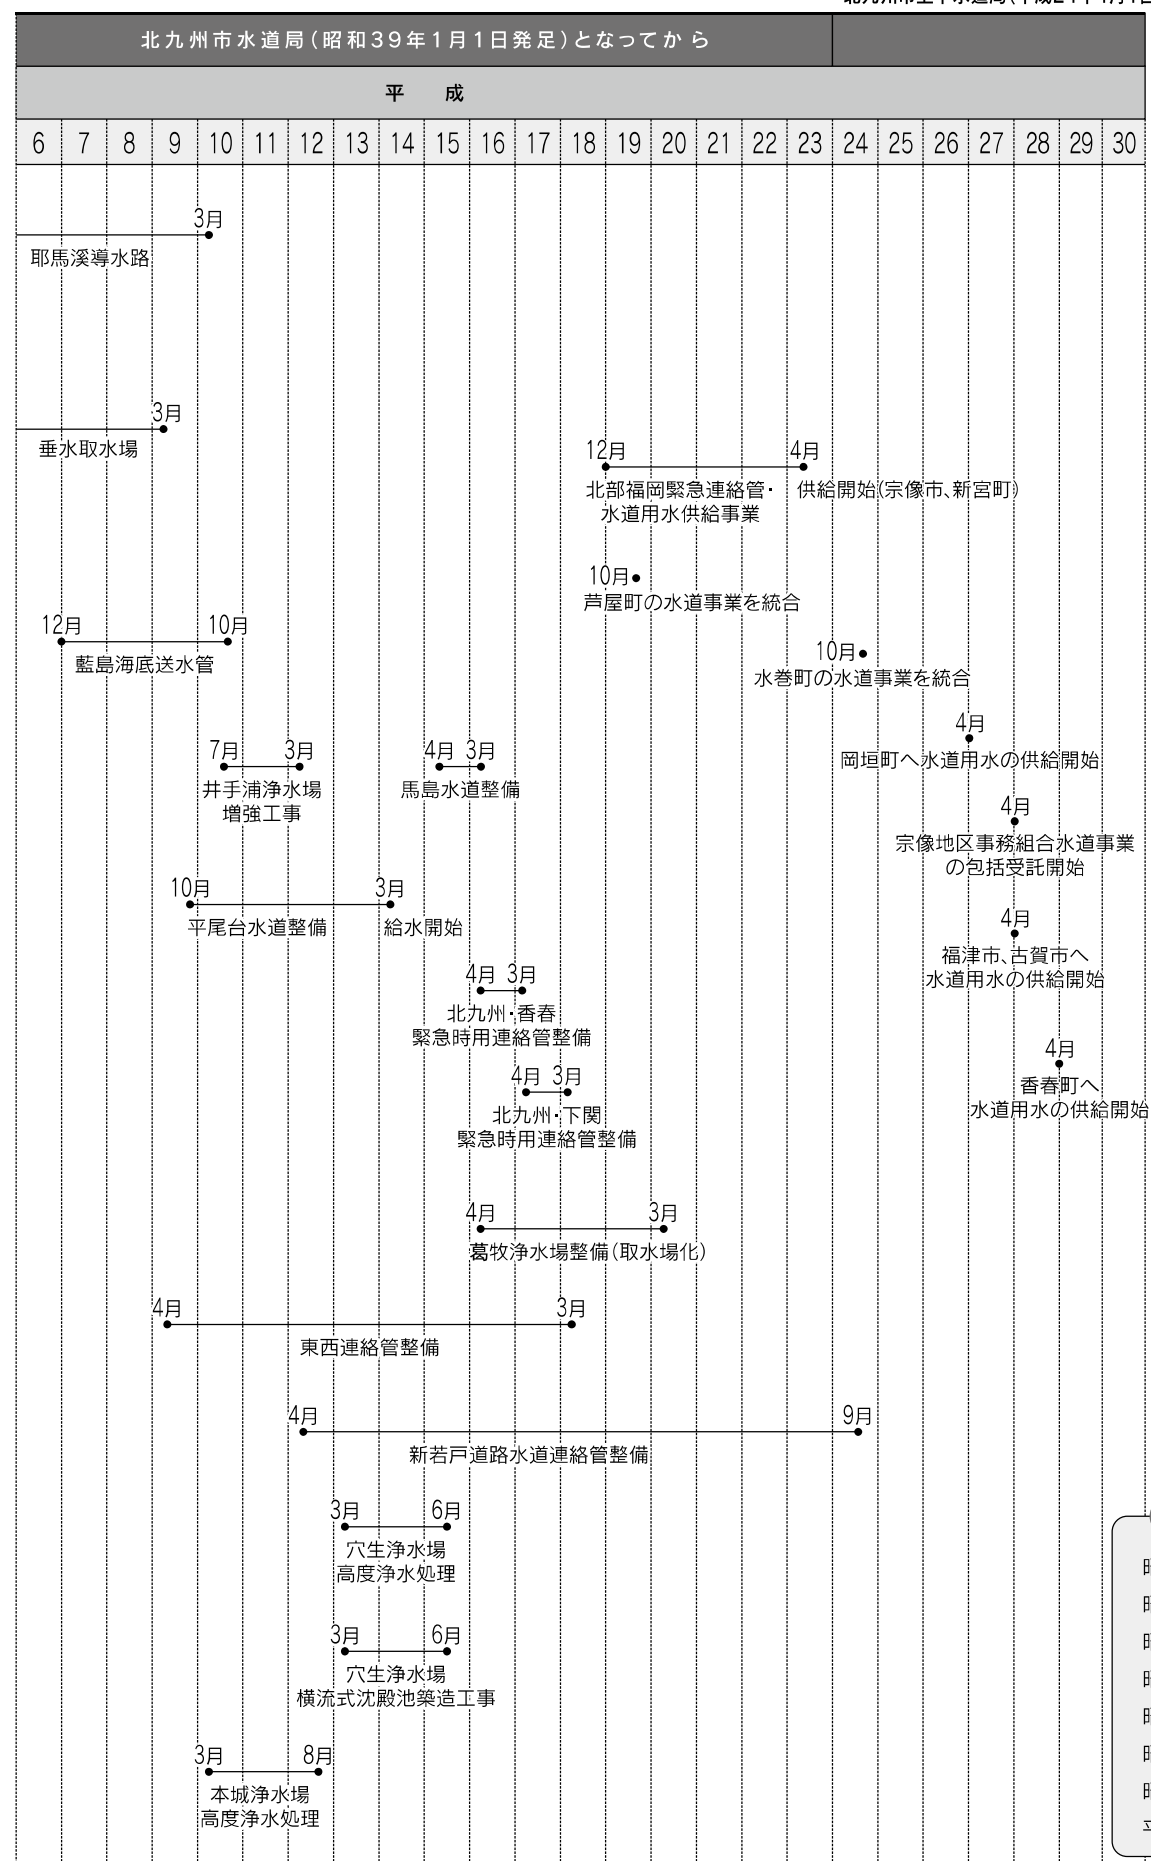 北九州市水道局(昭和39年1月1日発足)となってから
平　成
6 7 8 9 10 11 12 13 14 15 16 17 18 19 20 21 22 23 24 25 26 27 28 29 30
3月
耶馬溪導水路
3月
垂水取水場
12月 4月
北部福岡緊急連絡管・ 供給開始(宗像市、新宮町)
水道用水供給事業
10月
芦屋町の水道事業を統合
12月 10月
藍島海底送水管
10月
水巻町の水道事業を統合
4月
岡垣町へ水道用水の供給開始
7月 3月
井手浦浄水場
増強工事
4月 3月
馬島水道整備
4月
宗像地区事務組合水道事業
の包括受託開始
10月 3月
平尾台水道整備 給水開始
4月
福津市、古賀市へ
水道用水の供給開始
4月 3月
北九州・香春
緊急時用連絡管整備
4月
香春町へ
水道用水の供給開始
4月 3月
北九州・下関
緊急時用連絡管整備
4月 3月
葛牧浄水場整備(取水場化)
4月 3月
東西連絡管整備
4月 9月
新若戸道路水道連絡管整備
3月 6月
穴生浄水場
高度浄水処理
3月 6月
穴生浄水場
横流式沈殿池築造工事
3月 8月
本城浄水場
高度浄水処理